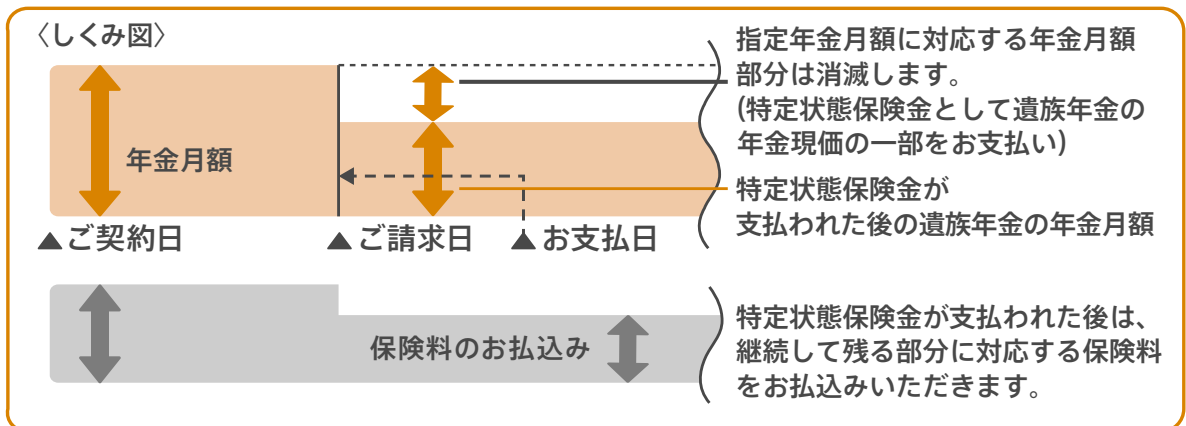 〈しくみ図〉
指定年金月額に対応する年金月額
部分は消滅します。
(特定状態保険金として遺族年金の
年金現価の一部をお支払い)
年金月額
特定状態保険金が
支払われた後の遺族年金の年金月額
▲ご契約日
▲ご請求日
▲お支払日
保険料のお払込み
特定状態保険金が支払われた後は、
継続して残る部分に対応する保険料
をお払込みいただきます。